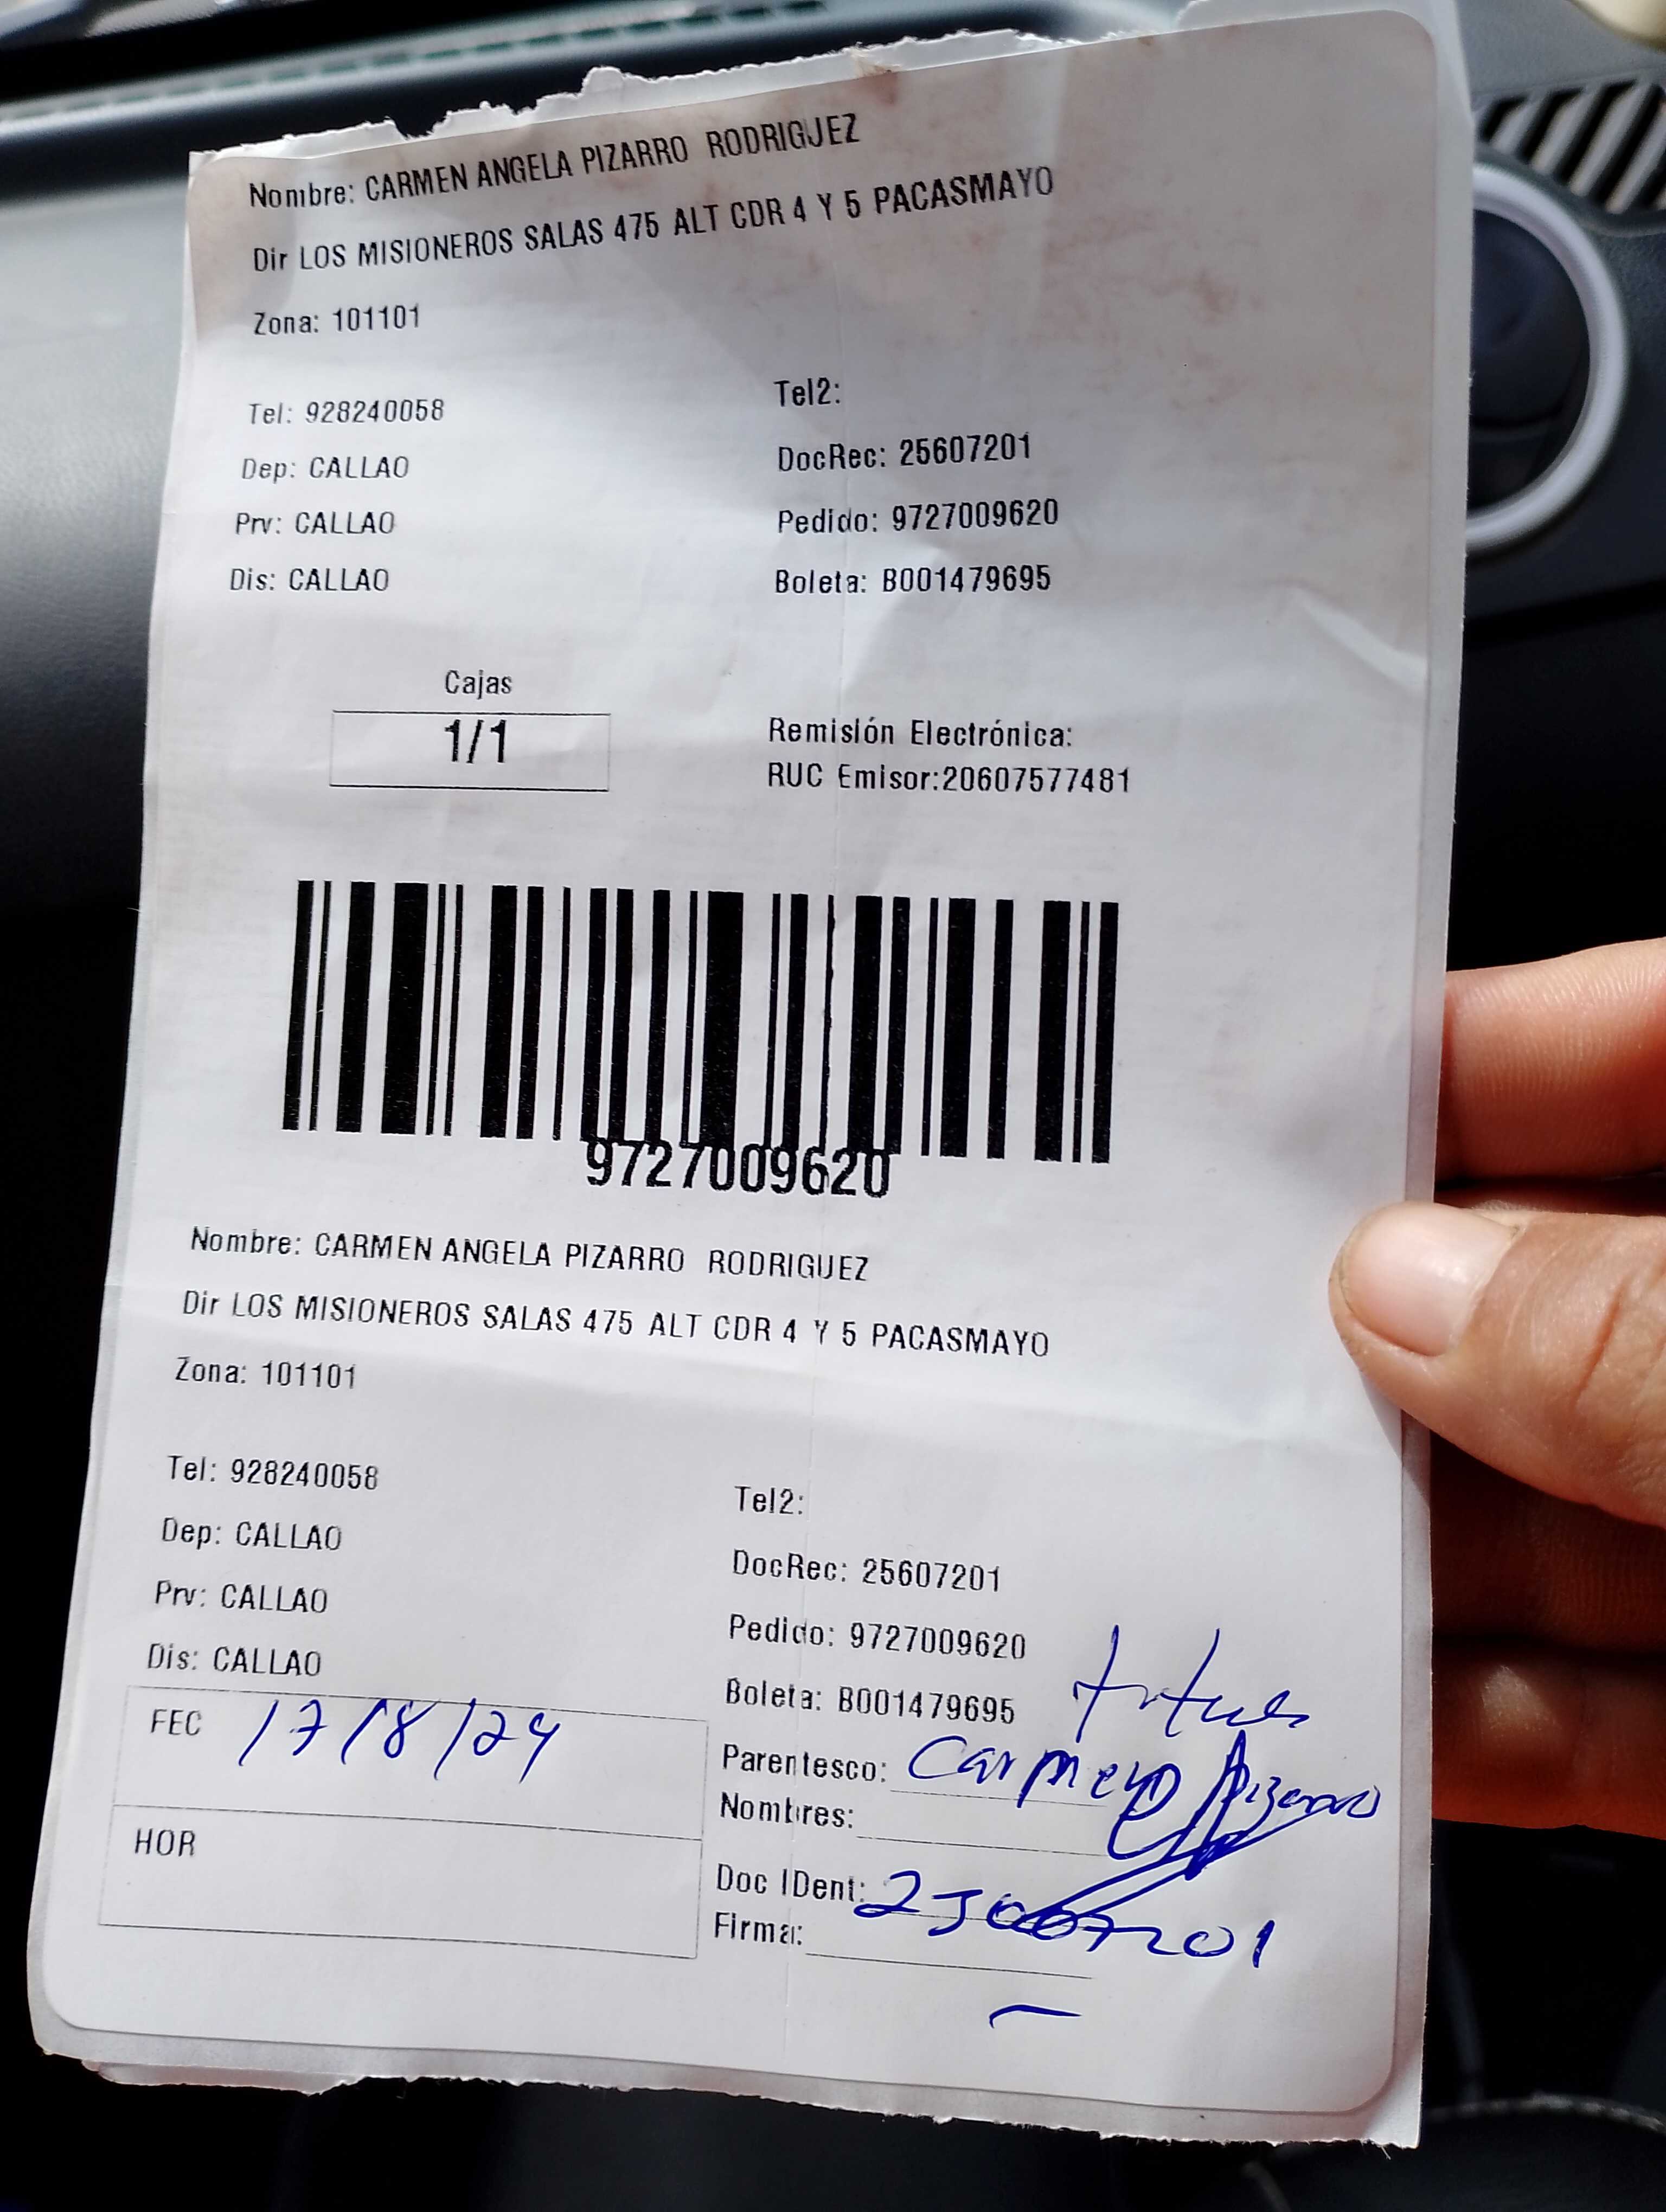 Nombre: CARMEN ANGELA PIZARRO RODRIGUEZ
Dir LOS MISIONEROS SALAS 475 ALT CDR 4 Y 5 PACASMAYO
Zona: 101101
Tel: 928240058 Tel2:
Dep: CALLAO DocRec: 25607201
Prv: CALLAO Pedido: 9727009620
Dis: CALLAO Boleta: B001479695
Cajas
1/1
Remisión Electrónica:
RUC Emisor:20607577481
9727009620
Nombre: CARMEN ANGELA PIZARRO RODRIGUEZ
Dir LOS MISIONEROS SALAS 475 ALT CDR 4 Y 5 PACASMAYO
Zona: 101101
Tel: 928240058 Tel2:
Dep: CALLAO DocRec: 25607201
Prv: CALLAO Pedido: 9727009620
Dis: CALLAO Boleta: B001479695
FEC 17/8/24
Parentesco: Carmen Pizarro
Nombres:
HOR
Doc IDent: 25607201
Firma: